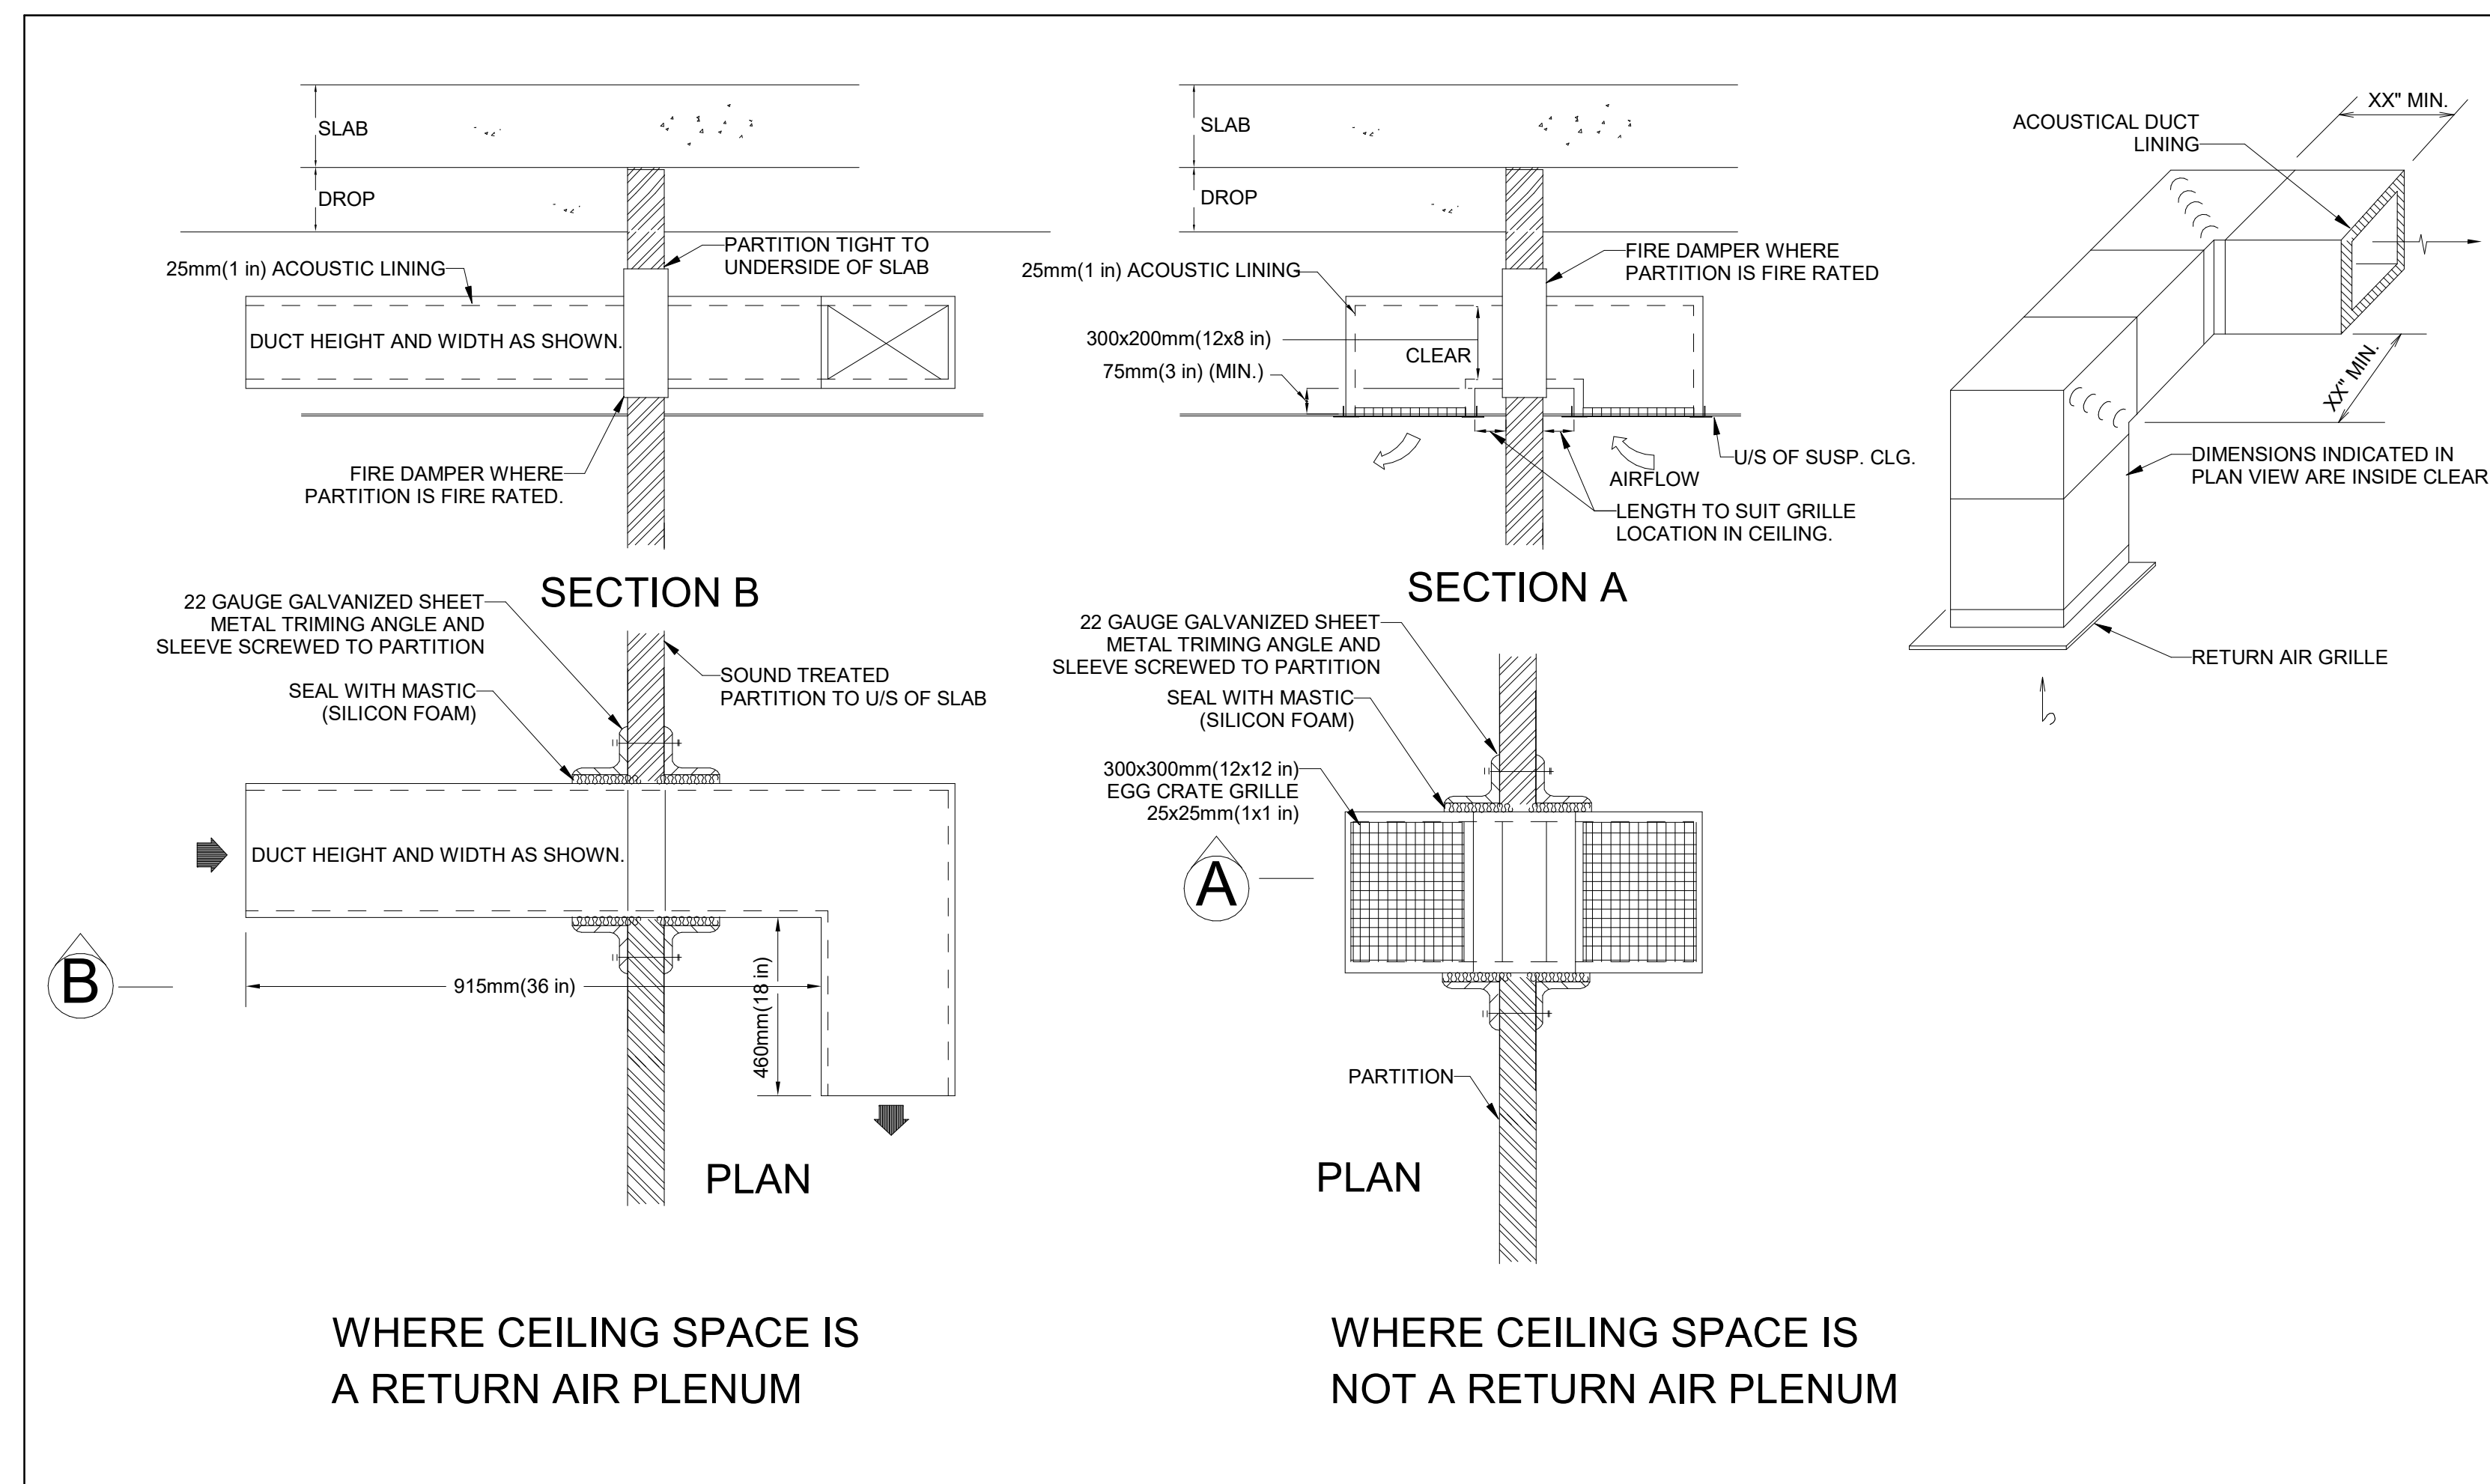 SLAB
DROP
25mm(1 in) ACOUSTIC LINING
PARTITION TIGHT TO
UNDERSIDE OF SLAB
DUCT HEIGHT AND WIDTH AS SHOWN.
FIRE DAMPER WHERE
PARTITION IS FIRE RATED.
SECTION B
22 GAUGE GALVANIZED SHEET
METAL TRIMING ANGLE AND
SLEEVE SCREWED TO PARTITION
SEAL WITH MASTIC
(SILICON FOAM)
SOUND TREATED
PARTITION TO U/S OF SLAB
DUCT HEIGHT AND WIDTH AS SHOWN.
B
915mm(36 in)
460mm(18 in)
PLAN
WHERE CEILING SPACE IS
A RETURN AIR PLENUM
SLAB
DROP
25mm(1 in) ACOUSTIC LINING
FIRE DAMPER WHERE
PARTITION IS FIRE RATED
300x200mm(12x8 in)
CLEAR
75mm(3 in) (MIN.)
U/S OF SUSP. CLG.
AIRFLOW
LENGTH TO SUIT GRILLE
LOCATION IN CEILING.
SECTION A
22 GAUGE GALVANIZED SHEET
METAL TRIMING ANGLE AND
SLEEVE SCREWED TO PARTITION
SEAL WITH MASTIC
(SILICON FOAM)
300x300mm(12x12 in)
EGG CRATE GRILLE
25x25mm(1x1 in)
A
PARTITION
PLAN
WHERE CEILING SPACE IS
NOT A RETURN AIR PLENUM
XX" MIN.
ACOUSTICAL DUCT
LINING
XX" MIN.
DIMENSIONS INDICATED IN
PLAN VIEW ARE INSIDE CLEAR
RETURN AIR GRILLE